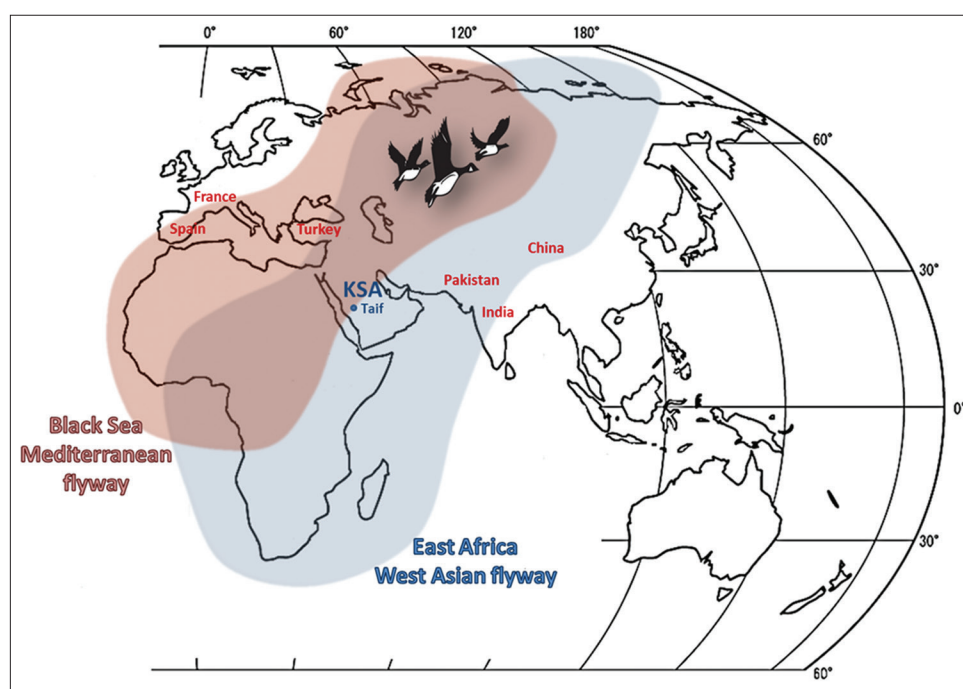 0°
60°
120°
180°
60°
France
Spain
Turkey
China
30°
Pakistan
KSA
Taif
India
0°
Black Sea
Mediterranean
flyway
East Africa
West Asian flyway
30°
60°